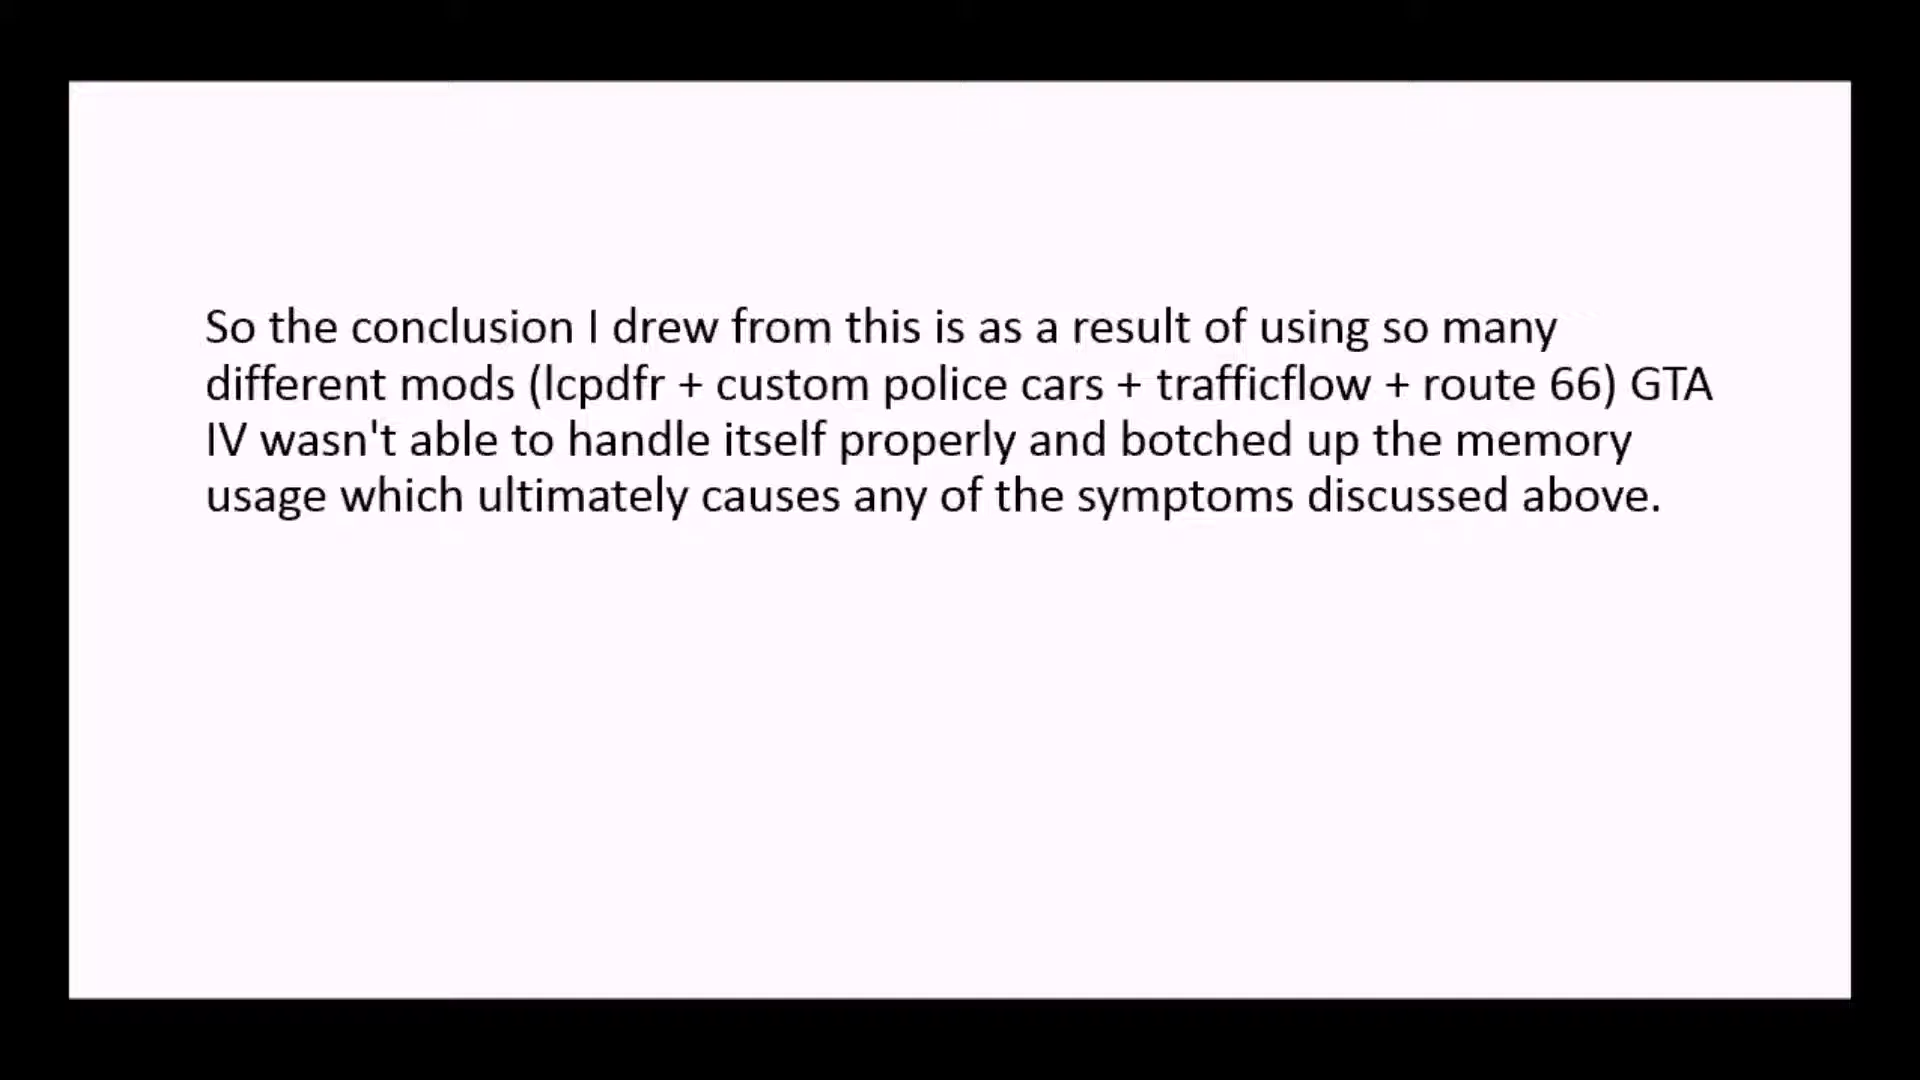 So the conclusion I drew from this is as a result of using so many
different mods (lcpdfr + custom police cars + trafficflow + route 66) GTA
IV wasn't able to handle itself properly and botched up the memory
usage which ultimately causes any of the symptoms discussed above.